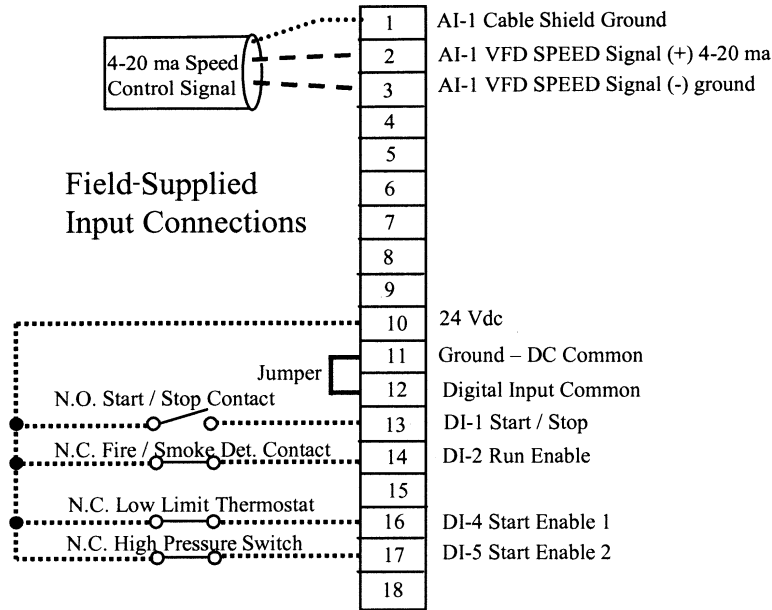 1 AI-1 Cable Shield Ground
4-20 ma Speed
Control Signal
2 AI-1 VFD SPEED Signal (+) 4-20 ma
3 AI-1 VFD SPEED Signal (-) ground
4
5
Field-Supplied
Input Connections
6
7
8
9
10 24 Vdc
11 Ground – DC Common
Jumper
12 Digital Input Common
N.O. Start / Stop Contact
13 DI-1 Start / Stop
N.C. Fire / Smoke Det. Contact
14 DI-2 Run Enable
15
N.C. Low Limit Thermostat
16 DI-4 Start Enable 1
N.C. High Pressure Switch
17 DI-5 Start Enable 2
18